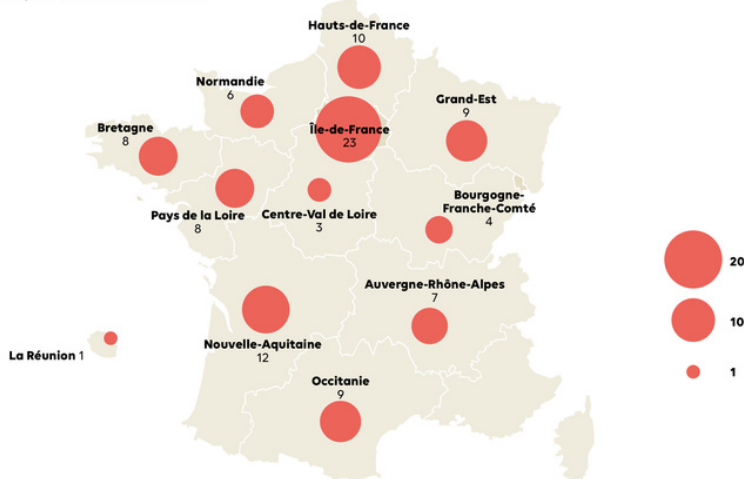 Hauts-de-France
10
Normandie
6
Île-de-France
23
Grand-Est
9
Bretagne
8
Pays de la Loire
8
Centre-Val de Loire
3
Bourgogne-
Franche-Comté
4
Auvergne-Rhône-Alpes
7
Nouvelle-Aquitaine
12
La Réunion 1
Occitanie
9
20
10
1